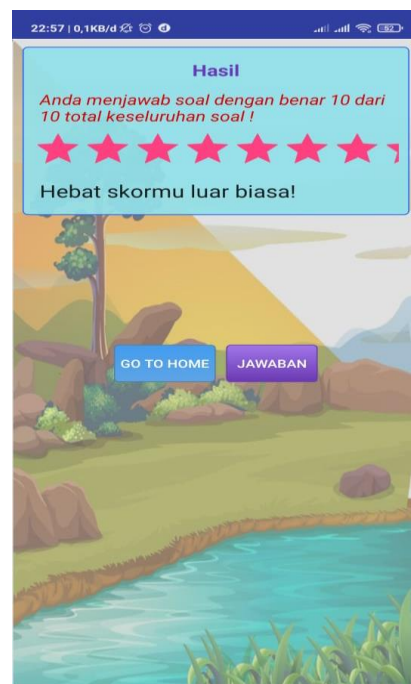 22:57 | 0,1KB/d
62
Hasil
Anda menjawab soal dengan benar 10 dari
10 total keseluruhan soal !
Hebat skormu luar biasa!
GO TO HOME
JAWABAN